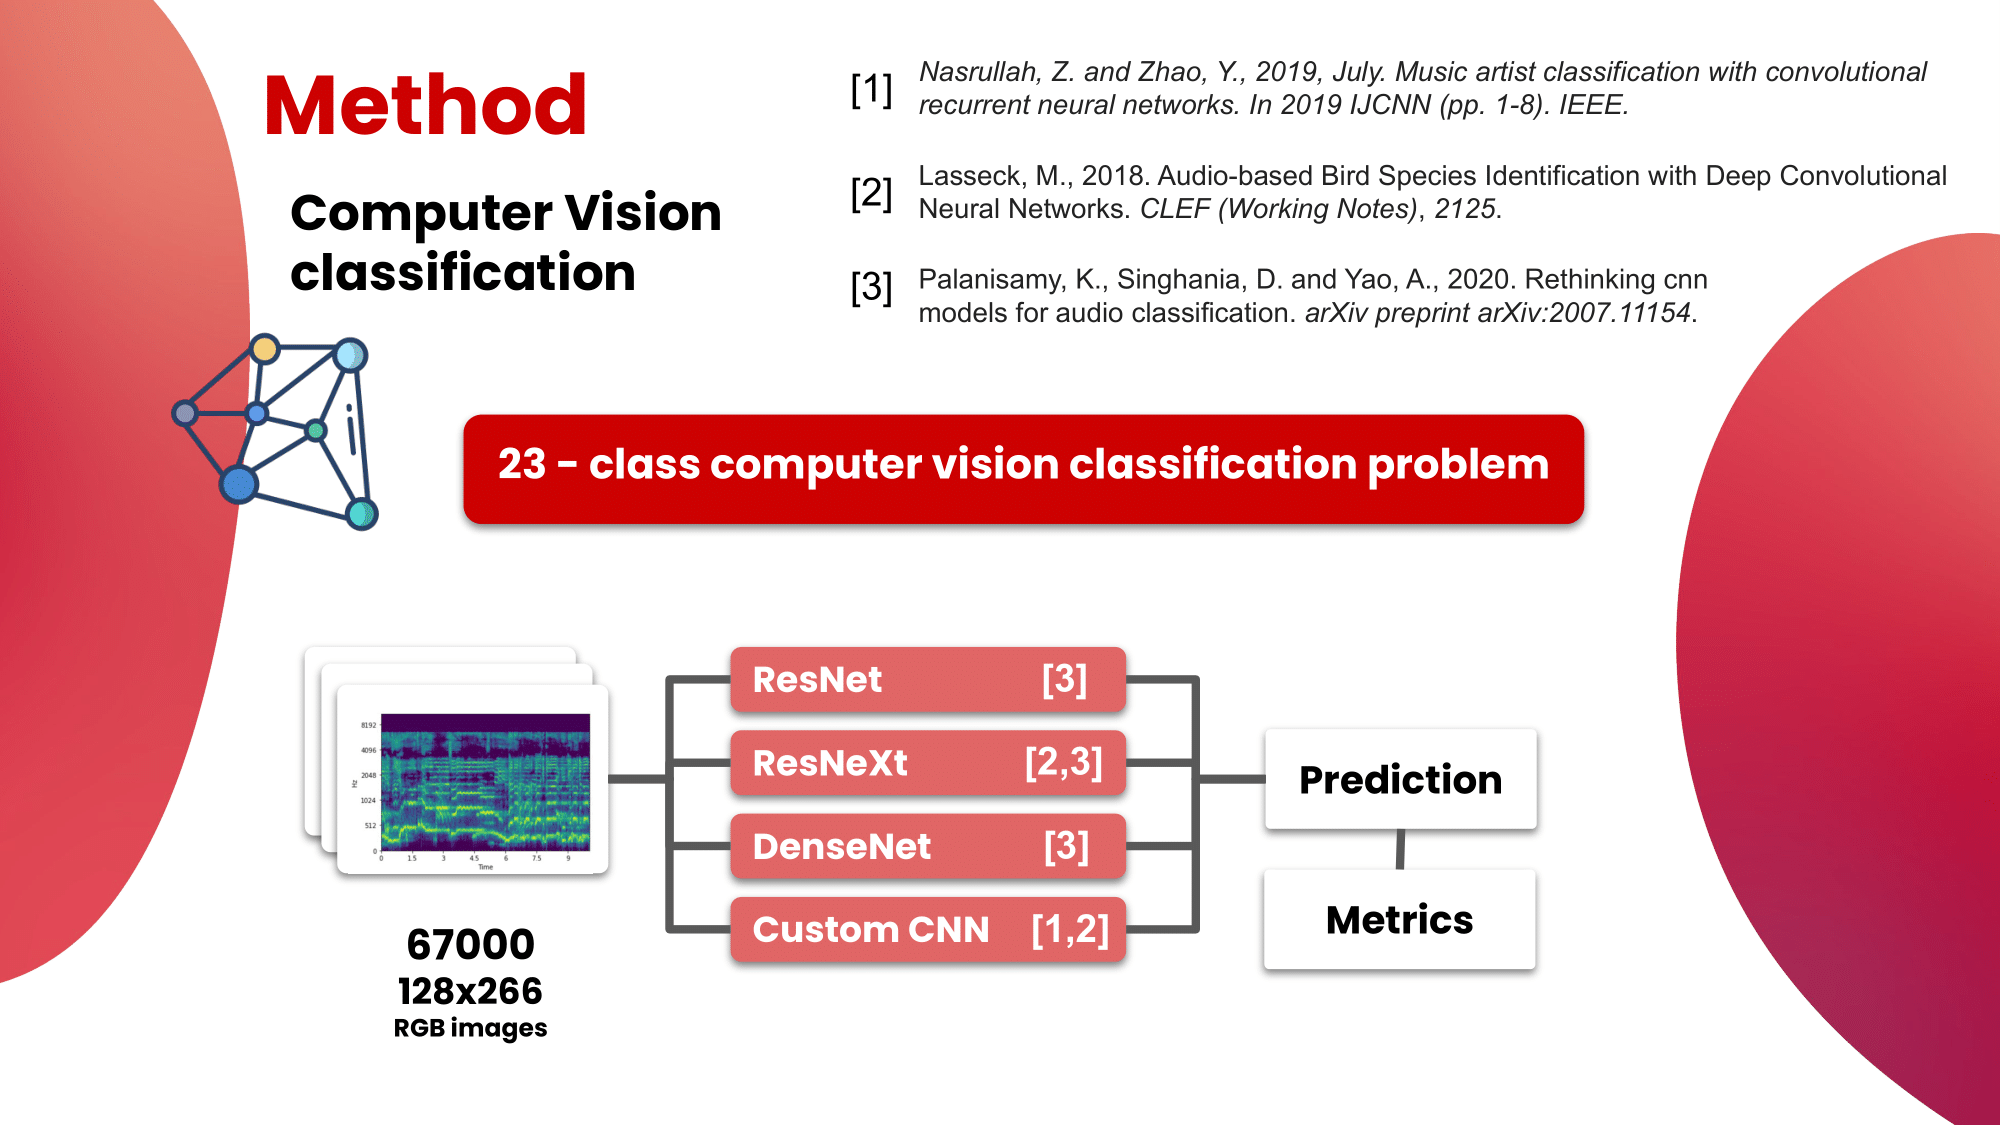 Method
Computer Vision
classification
[1] Nasrullah, Z. and Zhao, Y., 2019, July. Music artist classification with convolutional
recurrent neural networks. In 2019 IJCNN (pp. 1-8). IEEE.
[2] Lasseck, M., 2018. Audio-based Bird Species Identification with Deep Convolutional
Neural Networks. CLEF (Working Notes), 2125.
[3] Palanisamy, K., Singhania, D. and Yao, A., 2020. Rethinking cnn
models for audio classification. arXiv preprint arXiv:2007.11154.
23 - class computer vision classification problem
8192
4096
2048
1024
512
0
Hz
0 1.5 3 4.5 6 7.5 9
Time
67000
128x266
RGB images
ResNet [3]
ResNeXt [2,3]
DenseNet [3]
Custom CNN [1,2]
Prediction
Metrics